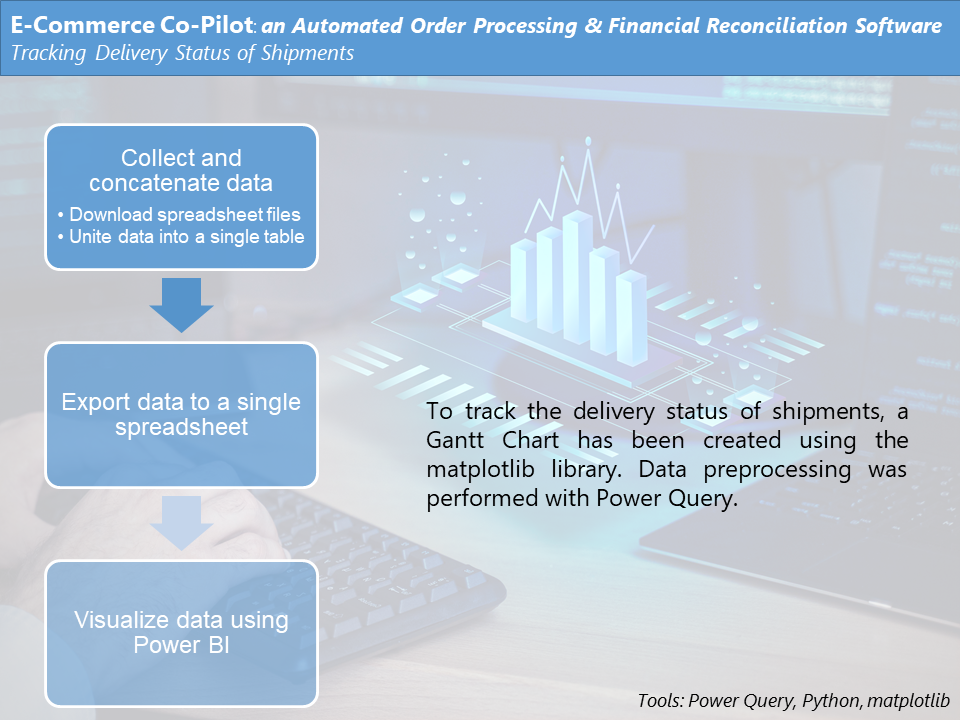 E-Commerce Co-Pilot: an Automated Order Processing & Financial Reconciliation Software
Tracking Delivery Status of Shipments
Collect and
concatenate data
• Download spreadsheet files
• Unite data into a single table
Export data to a single
spreadsheet
Visualize data using
Power BI
To track the delivery status of shipments, a
Gantt Chart has been created using the
matplotlib library. Data preprocessing was
performed with Power Query.
Tools: Power Query, Python, matplotlib